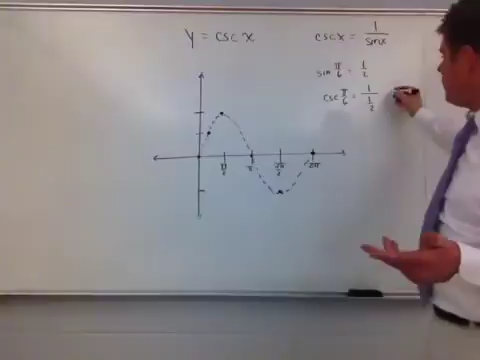 y = csc x
csc x = 1/sin x
sin π/6 = 1/2
csc π/6 = 1/(1/2)
π/2 π 3π/2 2π